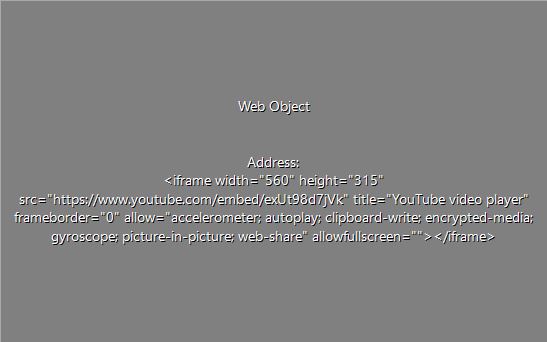 Web Object
Address:
<iframe width="560" height="315"
src="https://www.youtube.com/embed/exUt98d7jVk" title="YouTube video player"
frameborder="0" allow="accelerometer; autoplay; clipboard-write; encrypted-media;
gyroscope; picture-in-picture; web-share" allowfullscreen=""></iframe>